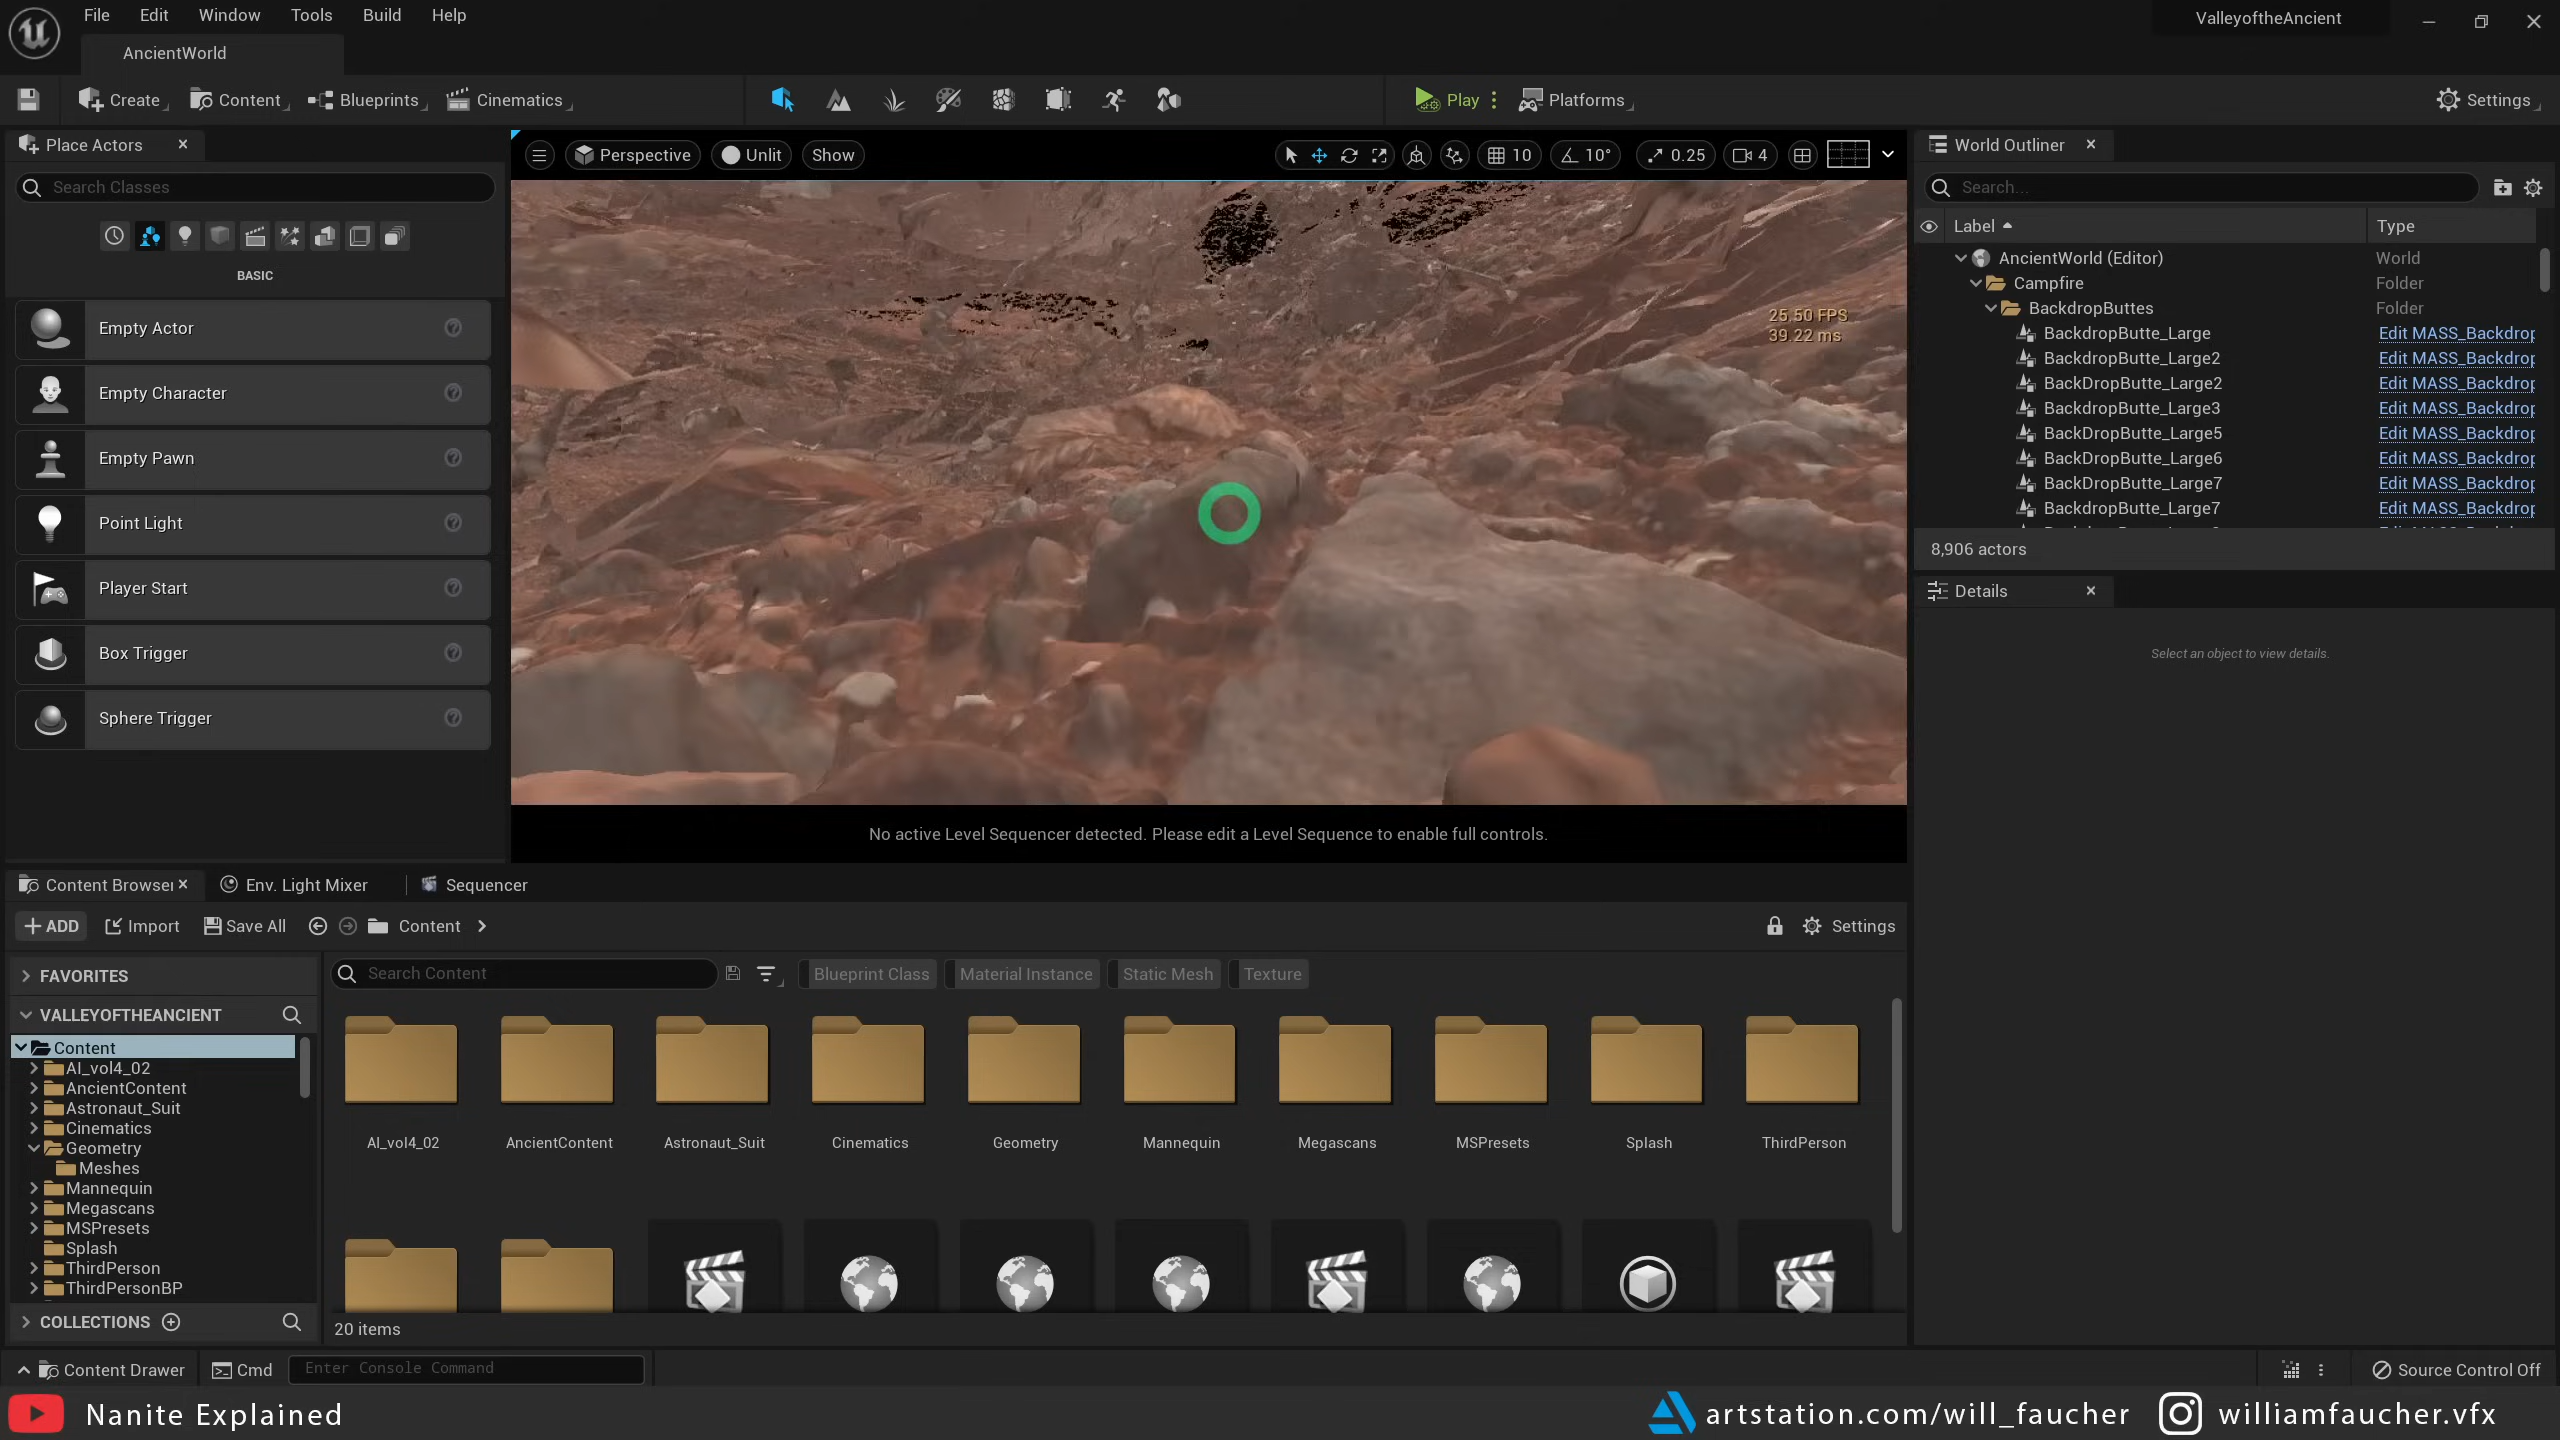 File Edit Window Tools Build Help
ValleyoftheAncient
AncientWorld
Create Content Blueprints Cinematics
Play Platforms
Settings
Place Actors
Search Classes
BASIC
Empty Actor
Empty Character
Empty Pawn
Point Light
Player Start
Box Trigger
Sphere Trigger
Perspective Unlit Show
10 10° 0.25 4
25.50 FPS
39.22 ms
No active Level Sequencer detected. Please edit a Level Sequence to enable full controls.
World Outliner
Search...
Label Type
AncientWorld (Editor) World
Campfire Folder
BackdropButtes Folder
BackdropButte_Large Edit MASS_Backdrop
BackdropButte_Large2 Edit MASS_Backdrop
BackDropButte_Large2 Edit MASS_Backdrop
BackdropButte_Large3 Edit MASS_Backdrop
BackDropButte_Large5 Edit MASS_Backdrop
BackDropButte_Large6 Edit MASS_Backdrop
BackDropButte_Large7 Edit MASS_Backdrop
BackDropButte_Large7 Edit MASS_Backdrop
8,906 actors
Details
Select an object to view details.
Content Browser Env. Light Mixer Sequencer
ADD Import Save All Content
Settings
FAVORITES
VALLEYOFTHEANCIENT
Content
AI_vol4_02
AncientContent
Astronaut_Suit
Cinematics
Geometry
Meshes
Mannequin
Megascans
MSPresets
Splash
ThirdPerson
ThirdPersonBP
COLLECTIONS
Search Content
Blueprint Class Material Instance Static Mesh Texture
AI_vol4_02 AncientContent Astronaut_Suit Cinematics Geometry Mannequin Megascans MSPresets Splash ThirdPerson
20 items
Content Drawer Cmd Enter Console Command
Source Control Off
Nanite Explained
artstation.com/will_faucher williamfaucher.vfx